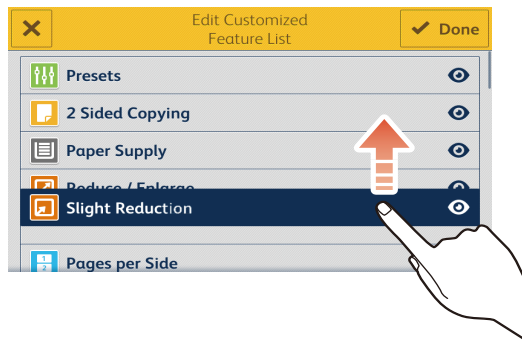 Edit Customized
Feature List
Done
Presets
2 Sided Copying
Paper Supply
Reduce / Enlarge
Slight Reduction
Pages per Side